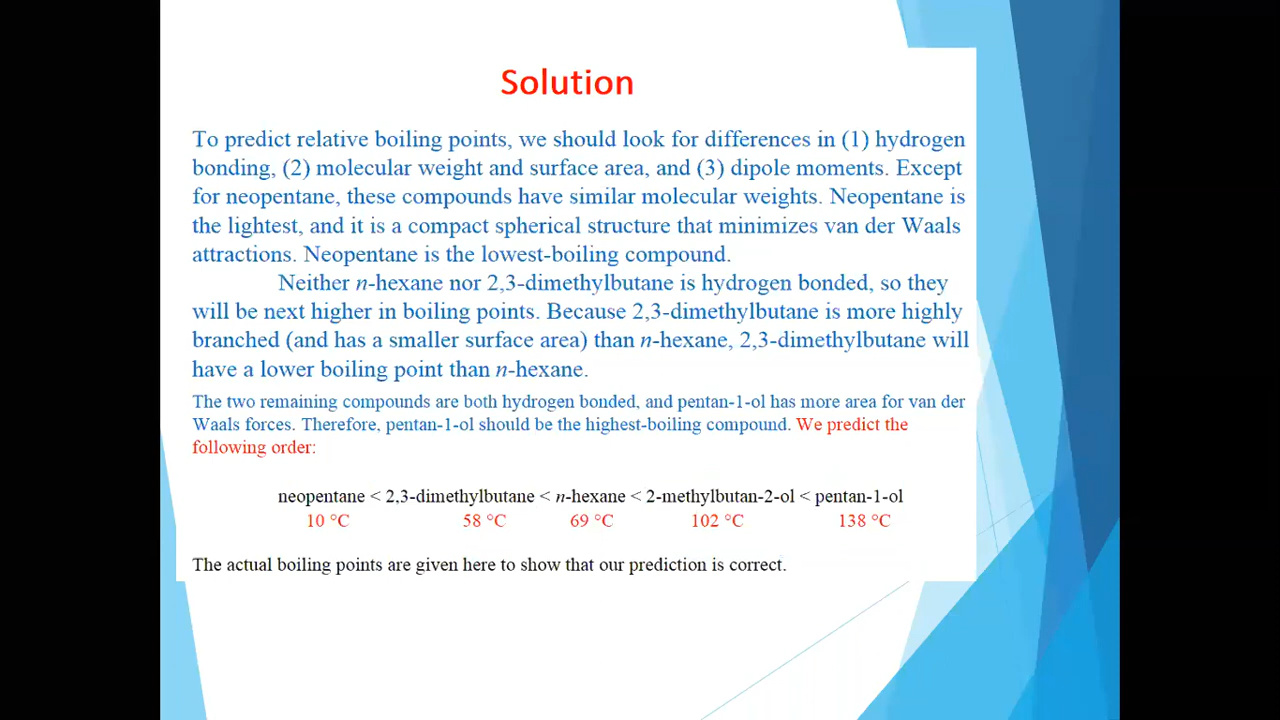 Solution
To predict relative boiling points, we should look for differences in (1) hydrogen
bonding, (2) molecular weight and surface area, and (3) dipole moments. Except
for neopentane, these compounds have similar molecular weights. Neopentane is
the lightest, and it is a compact spherical structure that minimizes van der Waals
attractions. Neopentane is the lowest-boiling compound.
Neither n-hexane nor 2,3-dimethylbutane is hydrogen bonded, so they
will be next higher in boiling points. Because 2,3-dimethylbutane is more highly
branched (and has a smaller surface area) than n-hexane, 2,3-dimethylbutane will
have a lower boiling point than n-hexane.
The two remaining compounds are both hydrogen bonded, and pentan-1-ol has more area for van der
Waals forces. Therefore, pentan-1-ol should be the highest-boiling compound. We predict the
following order:
neopentane < 2,3-dimethylbutane < n-hexane < 2-methylbutan-2-ol < pentan-1-ol
10 °C 58 °C 69 °C 102 °C 138 °C
The actual boiling points are given here to show that our prediction is correct.